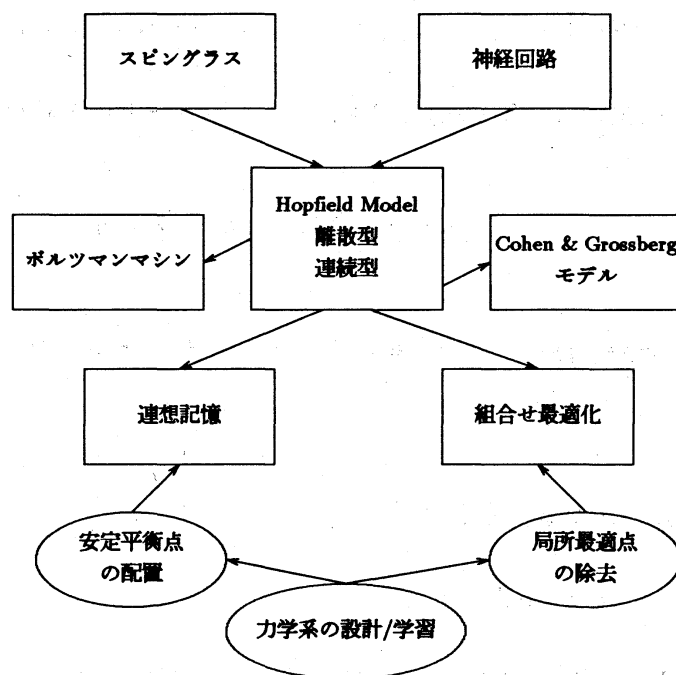 スピングラス
神経回路
Hopfield Model
離散型
連続型
ボルツマンマシン
Cohen & Grossberg
モデル
連想記憶
組合せ最適化
安定平衡点
の配置
局所最適点
の除去
力学系の設計/学習